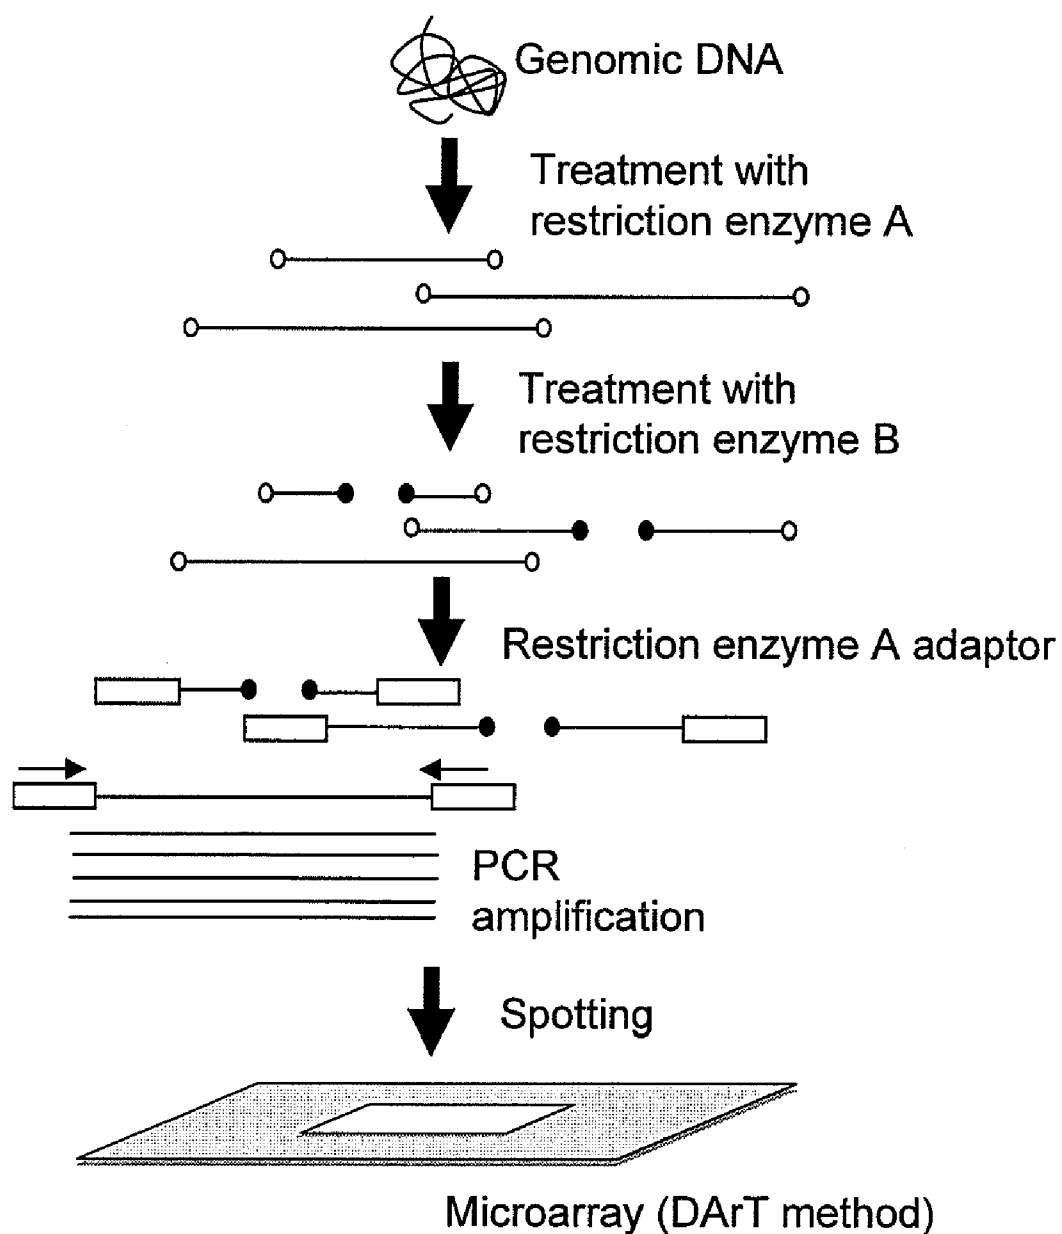 Genomic DNA
Treatment with
restriction enzyme A
Treatment with
restriction enzyme B
Restriction enzyme A adaptor
PCR
amplification
Spotting
Microarray (DArT method)